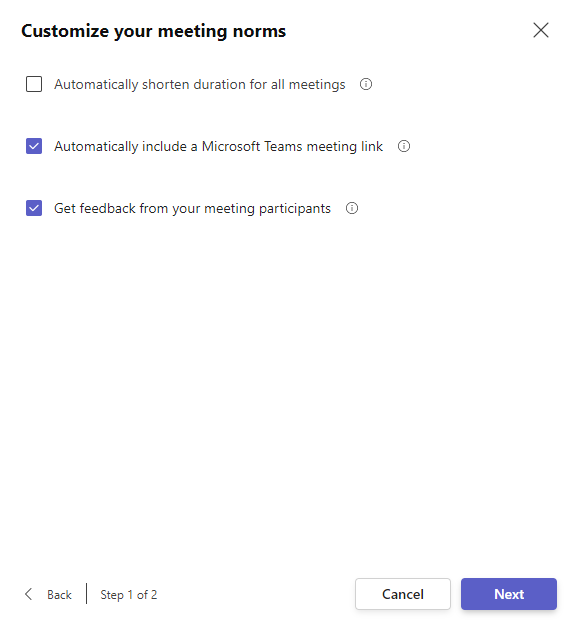 Customize your meeting norms
Automatically shorten duration for all meetings
Automatically include a Microsoft Teams meeting link
Get feedback from your meeting participants
Back Step 1 of 2 Cancel Next